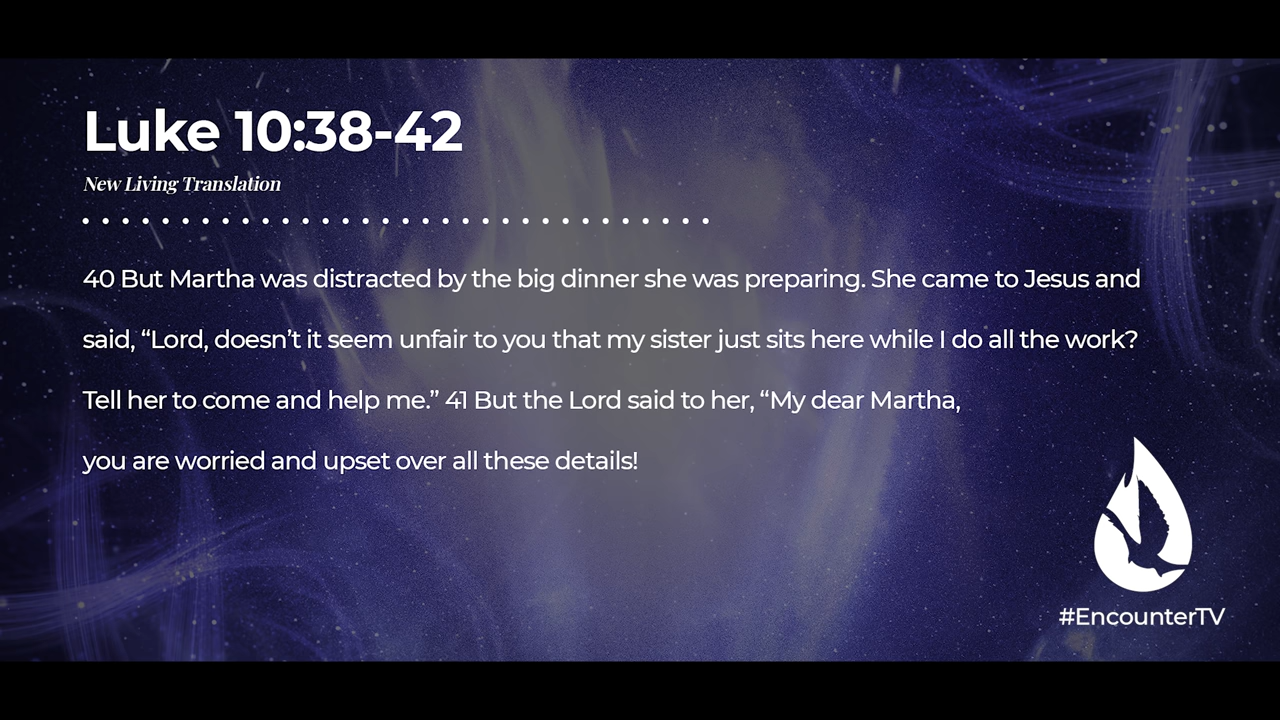 Luke 10:38-42
New Living Translation
40 But Martha was distracted by the big dinner she was preparing. She came to Jesus and
said, “Lord, doesn’t it seem unfair to you that my sister just sits here while I do all the work?
Tell her to come and help me.” 41 But the Lord said to her, “My dear Martha,
you are worried and upset over all these details!
#EncounterTV